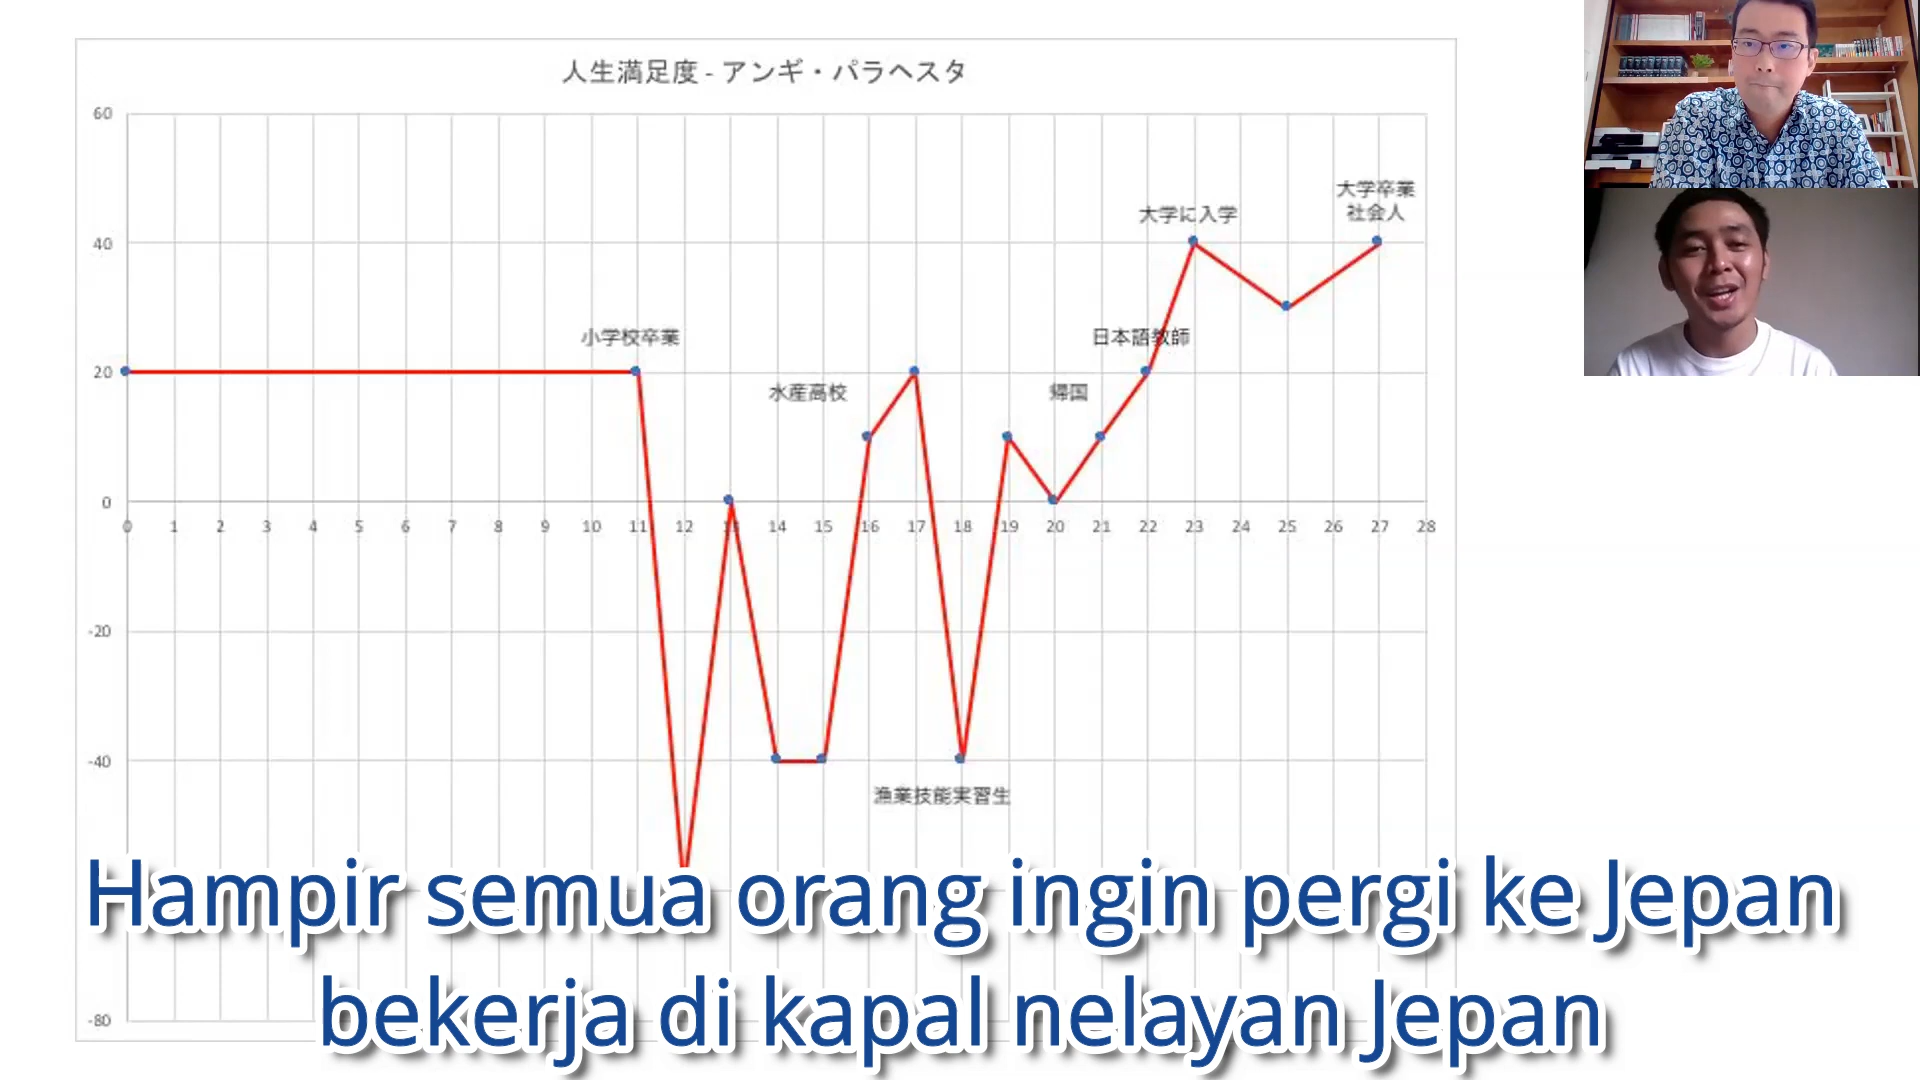 人生満足度 - アンギ・パラヘスタ
60
40
20
0
-20
-40
-80
0 1 2 3 4 5 6 7 8 9 10 11 12 13 14 15 16 17 18 19 20 21 22 23 24 25 26 27 28
小学校卒業
水産高校
漁業技能実習生
帰国
日本語教師
大学に入学
大学卒業
社会人
Hampir semua orang ingin pergi ke Jepan
bekerja di kapal nelayan Jepan